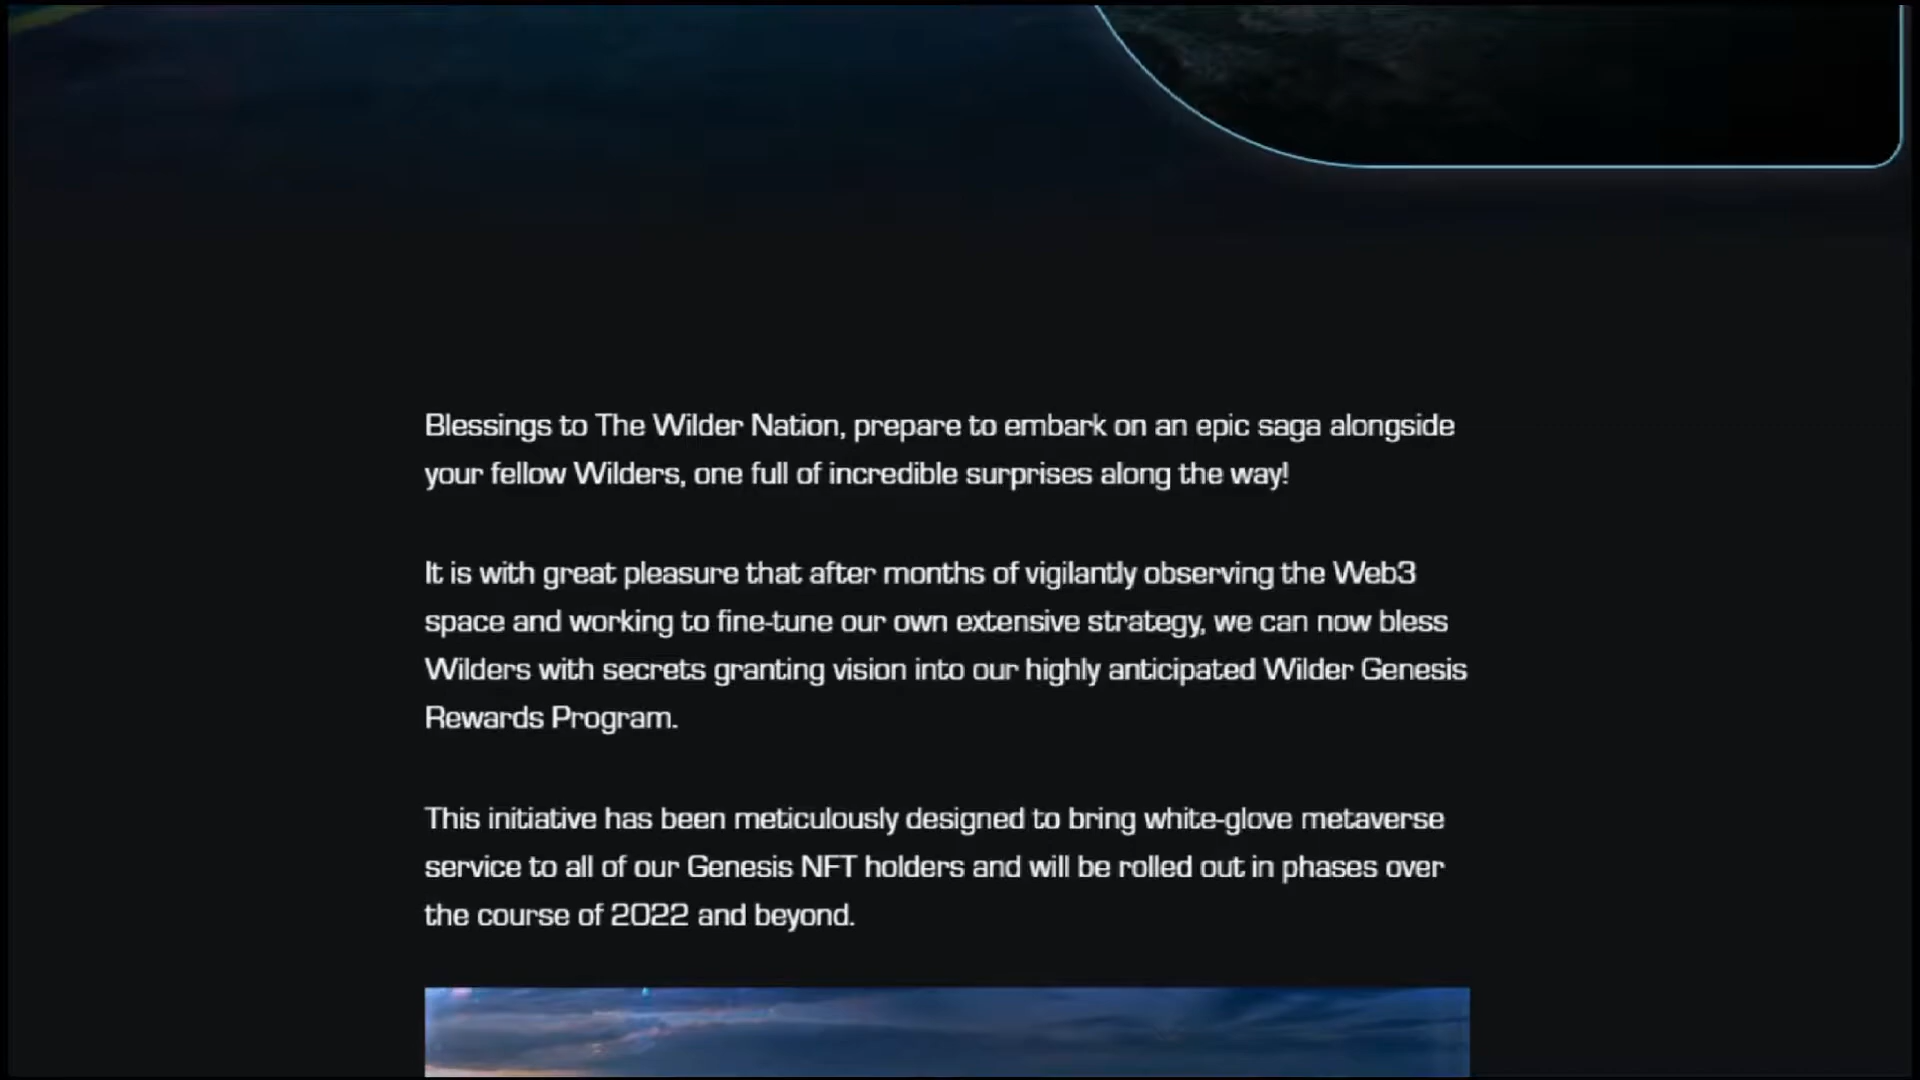 Blessings to The Wilder Nation, prepare to embark on an epic saga alongside
your fellow Wilders, one full of incredible surprises along the way!
It is with great pleasure that after months of vigilantly observing the Web3
space and working to fine-tune our own extensive strategy, we can now bless
Wilders with secrets granting vision into our highly anticipated Wilder Genesis
Rewards Program.
This initiative has been meticulously designed to bring white-glove metaverse
service to all of our Genesis NFT holders and will be rolled out in phases over
the course of 2022 and beyond.